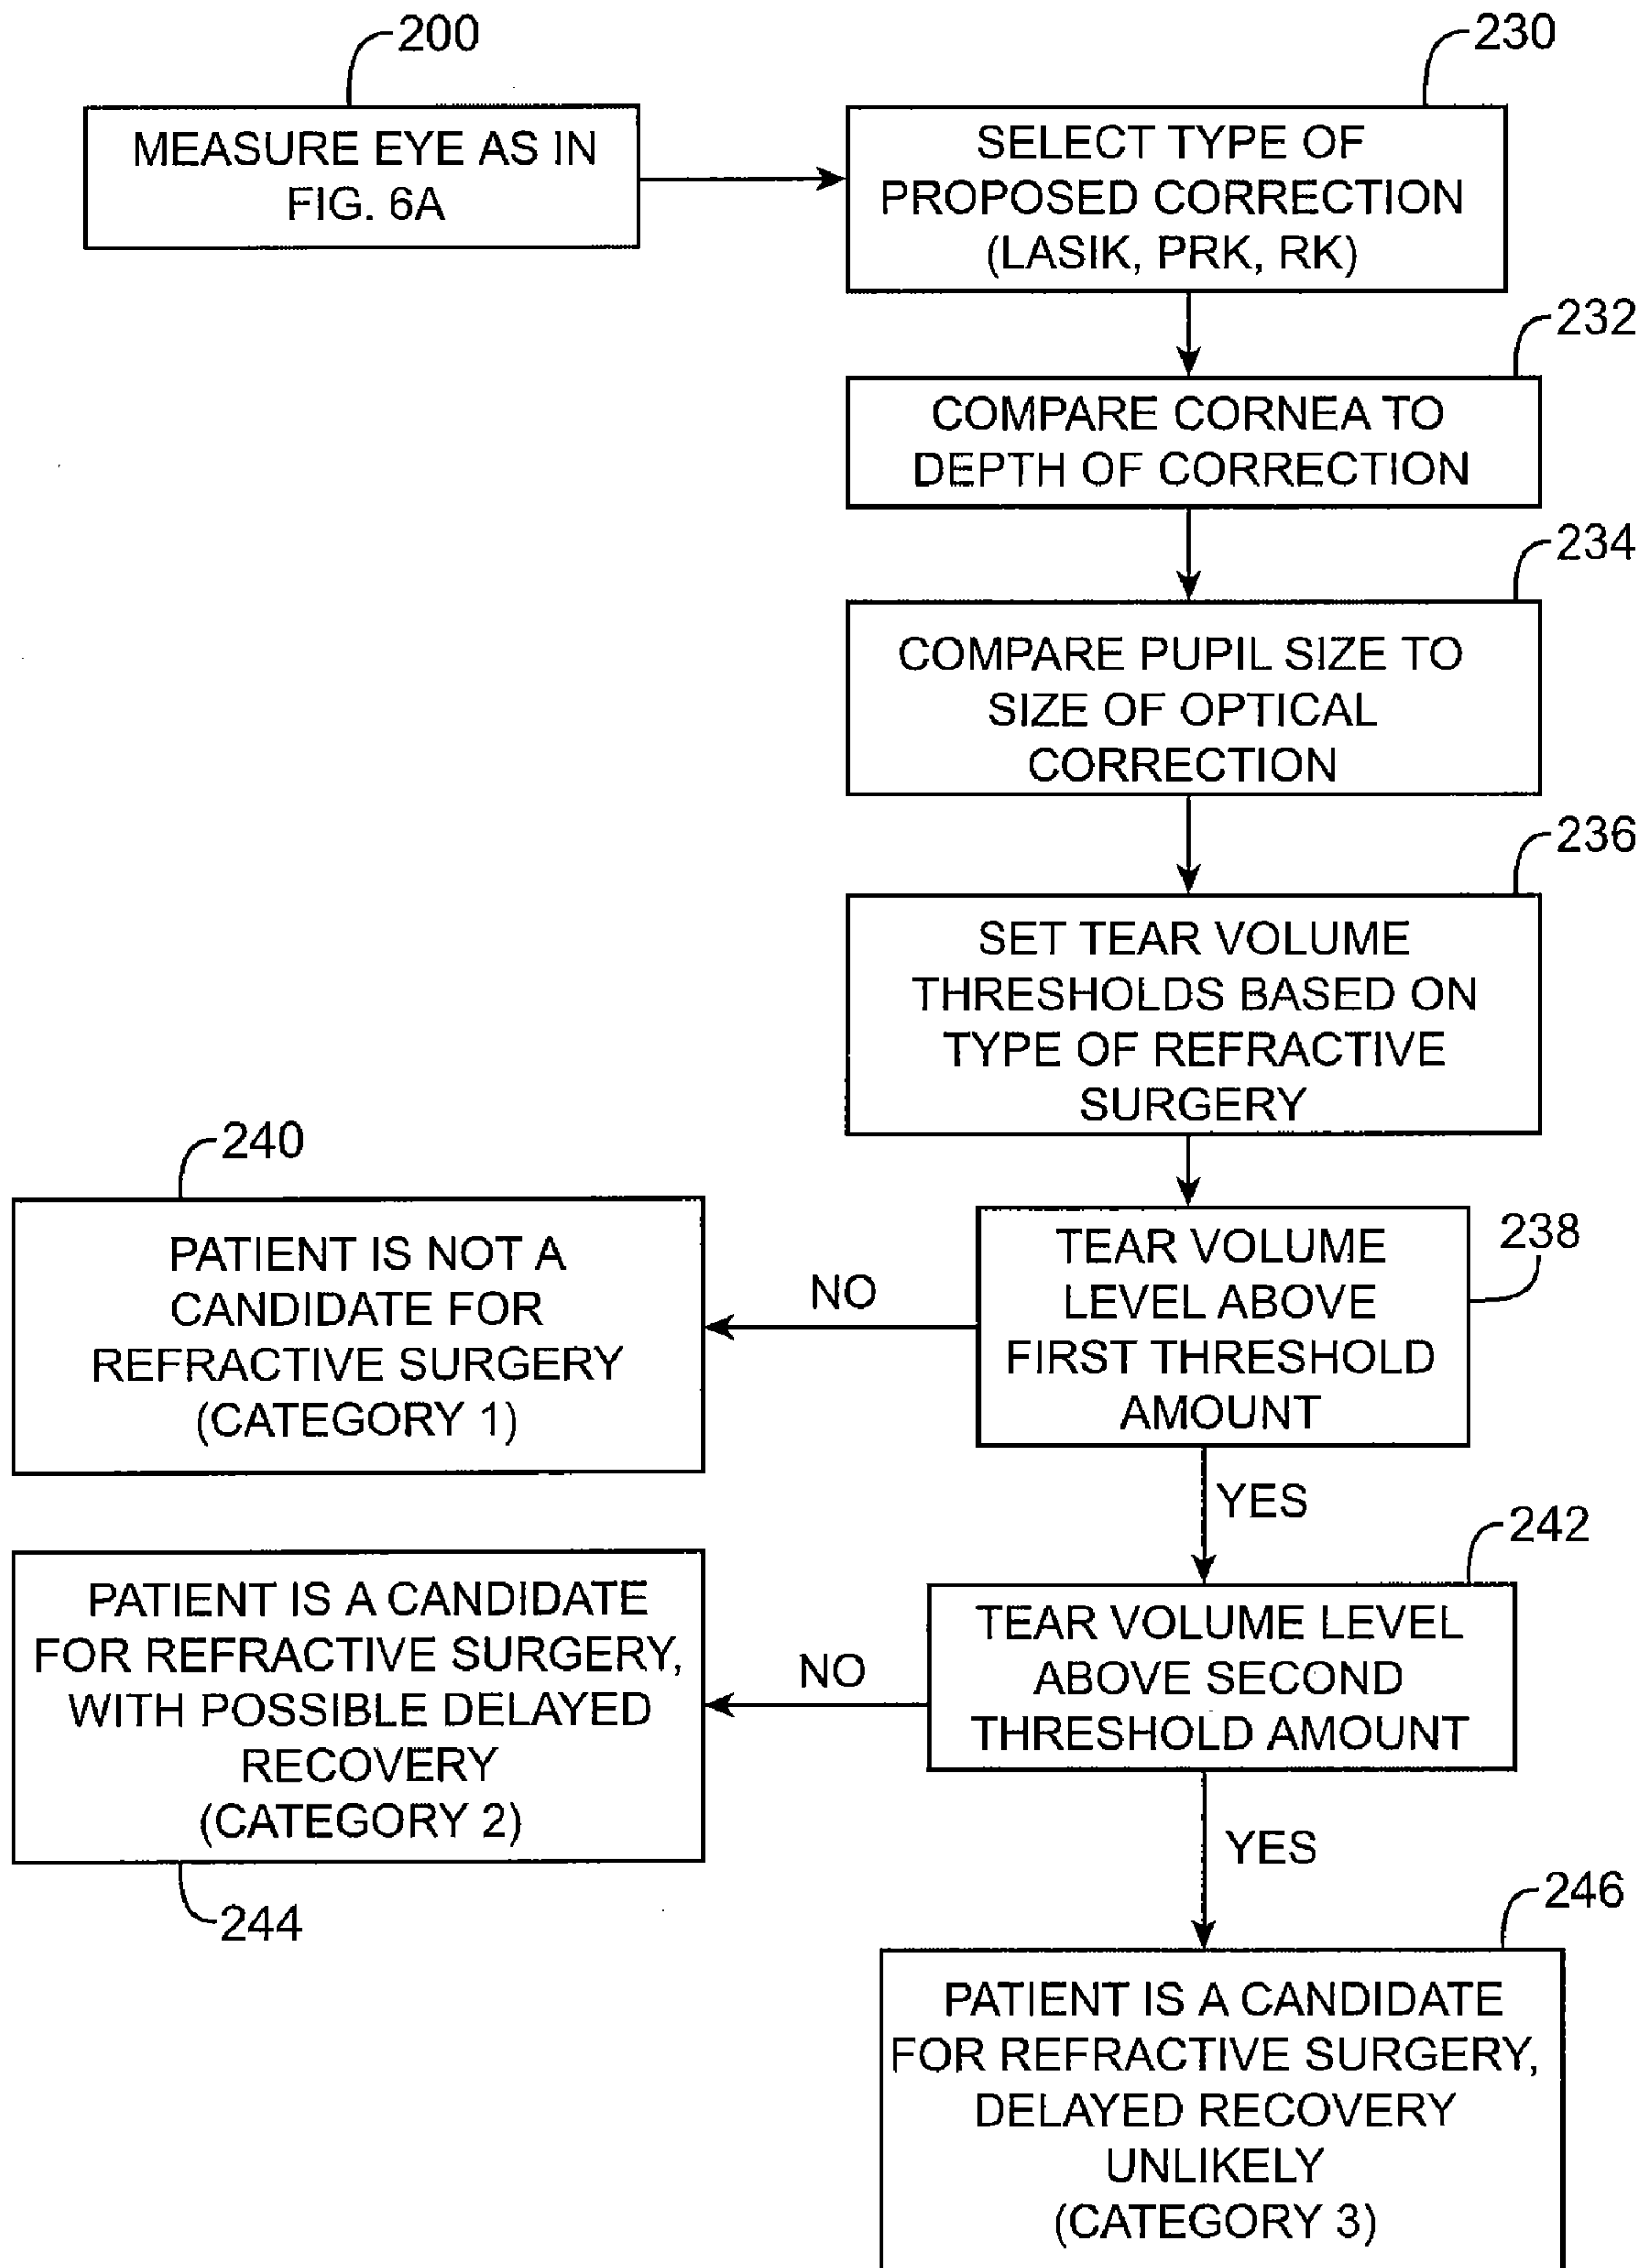 200
MEASURE EYE AS IN
FIG. 6A
230
SELECT TYPE OF
PROPOSED CORRECTION
(LASIK, PRK, RK)
232
COMPARE CORNEA TO
DEPTH OF CORRECTION
234
COMPARE PUPIL SIZE TO
SIZE OF OPTICAL
CORRECTION
236
SET TEAR VOLUME
THRESHOLDS BASED ON
TYPE OF REFRACTIVE
SURGERY
238
TEAR VOLUME
LEVEL ABOVE
FIRST THRESHOLD
AMOUNT
NO
240
PATIENT IS NOT A
CANDIDATE FOR
REFRACTIVE SURGERY
(CATEGORY 1)
YES
242
TEAR VOLUME LEVEL
ABOVE SECOND
THRESHOLD AMOUNT
NO
PATIENT IS A CANDIDATE
FOR REFRACTIVE SURGERY,
WITH POSSIBLE DELAYED
RECOVERY
(CATEGORY 2)
244
YES
246
PATIENT IS A CANDIDATE
FOR REFRACTIVE SURGERY,
DELAYED RECOVERY
UNLIKELY
(CATEGORY 3)